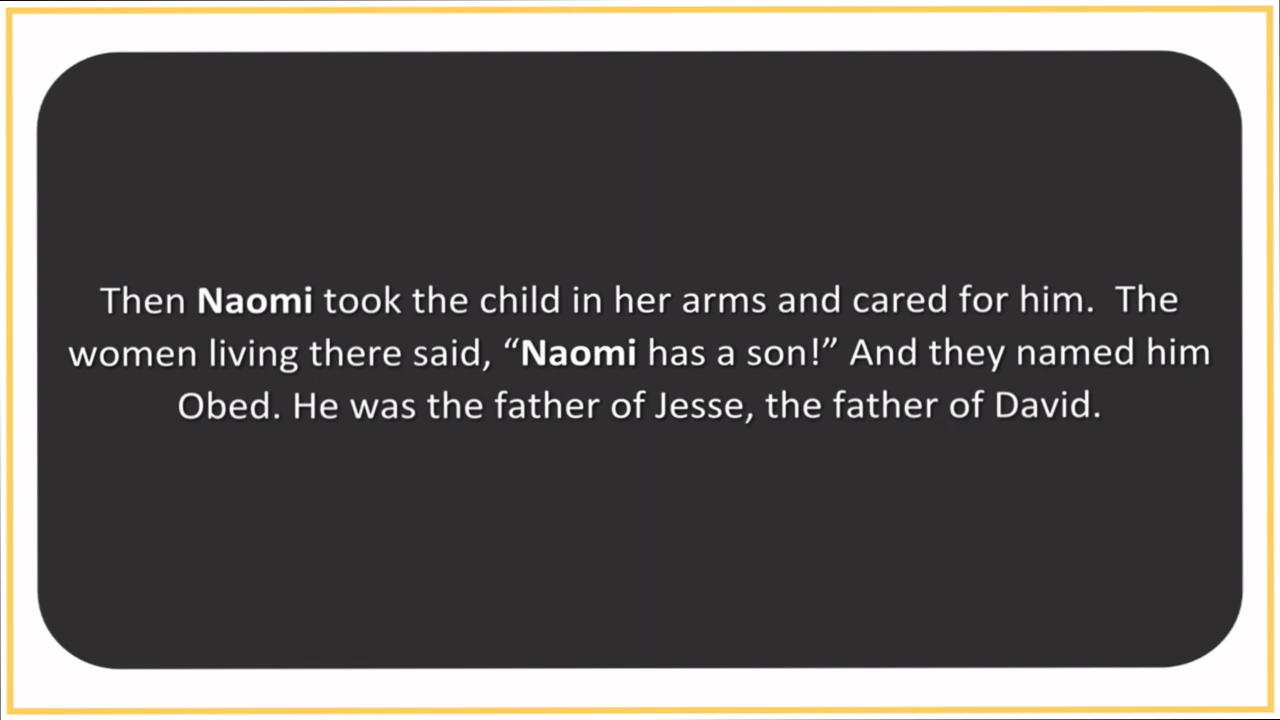 Then Naomi took the child in her arms and cared for him.  The
women living there said, “Naomi has a son!” And they named him
Obed. He was the father of Jesse, the father of David.